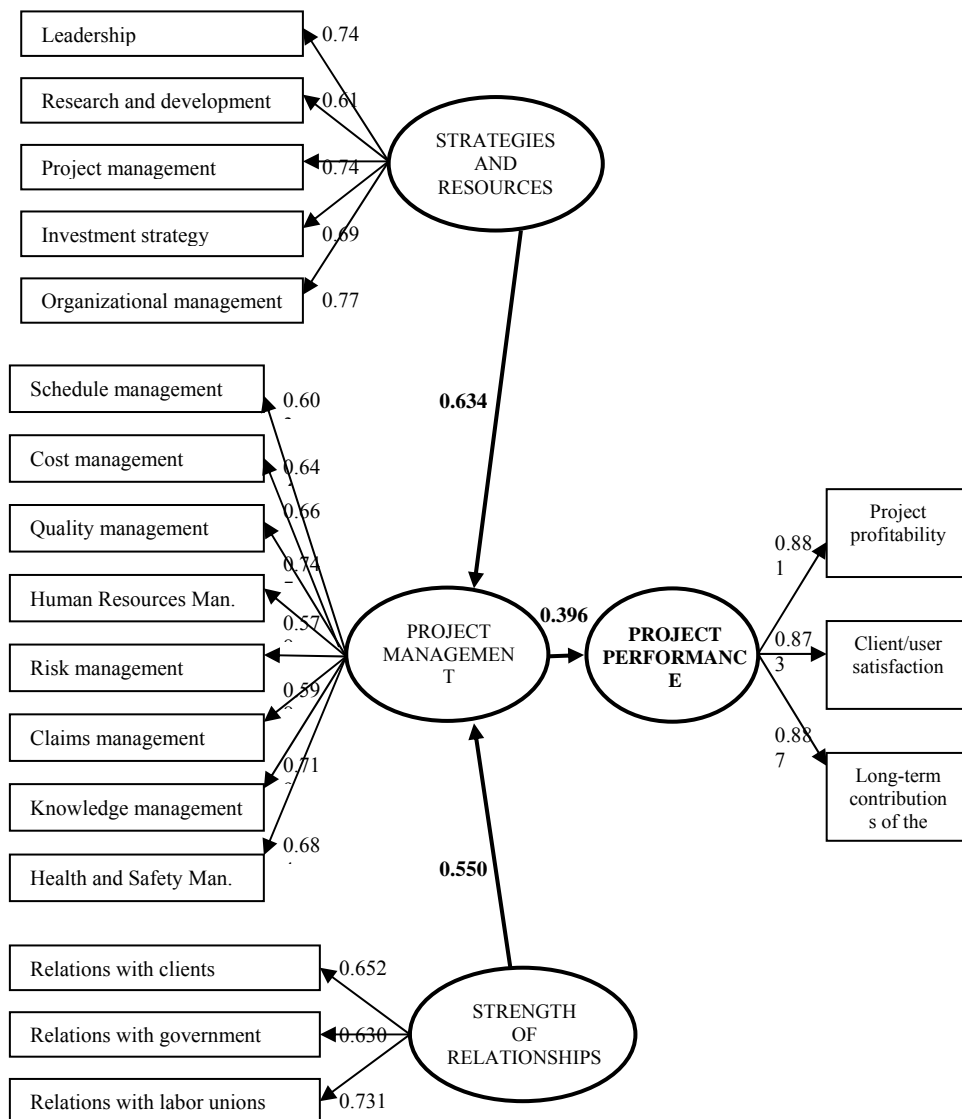 Leadership
0.74
Research and development
0.61
Project management
0.74
Investment strategy
0.69
Organizational management
0.77
STRATEGIES
AND
RESOURCES
0.634
Schedule management
0.60
Cost management
0.64
Quality management
0.66
Human Resources Man.
0.74
Risk management
0.57
Claims management
0.59
Knowledge management
0.71
Health and Safety Man.
0.68
PROJECT
MANAGEMEN
T
0.396
PROJECT
PERFORMANC
E
0.88
1
Project
profitability
0.87
3
Client/user
satisfaction
0.88
7
Long-term
contribution
s of the
0.550
Relations with clients
0.652
Relations with government
0.630
Relations with labor unions
0.731
STRENGTH
OF
RELATIONSHIPS